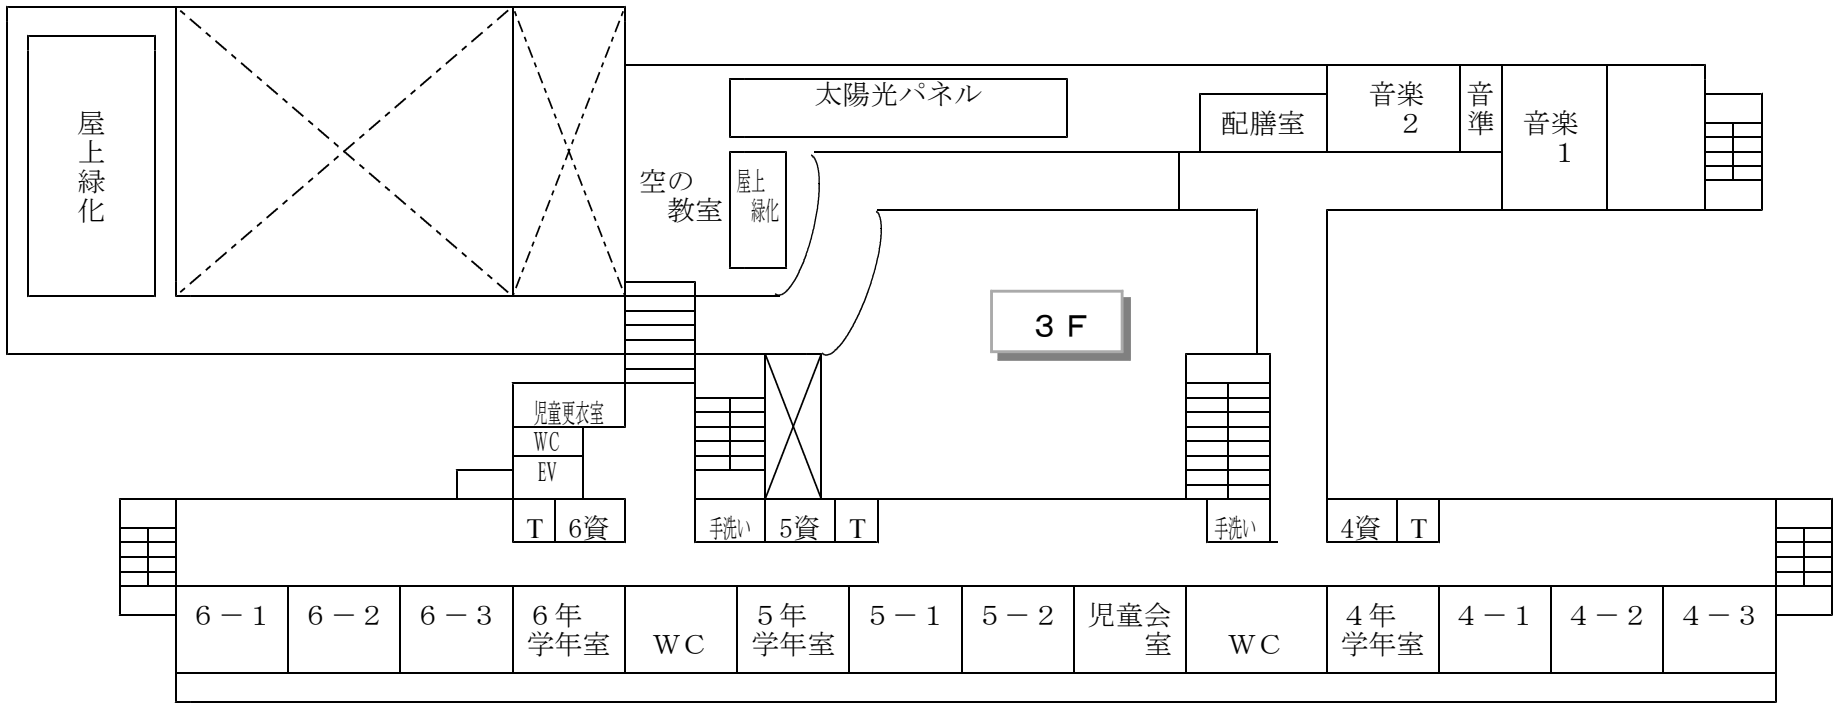 屋上緑化
太陽光パネル
音楽
２
音準
音楽
１
配膳室
空の
教室
屋上
緑化
３Ｆ
児童更衣室
WC
EV
T
6資
手洗い
5資
T
手洗い
4資
T
６－１
６－２
６－３
６年
学年室
ＷＣ
５年
学年室
５－１
５－２
児童会
室
ＷＣ
４年
学年室
４－１
４－２
４－３